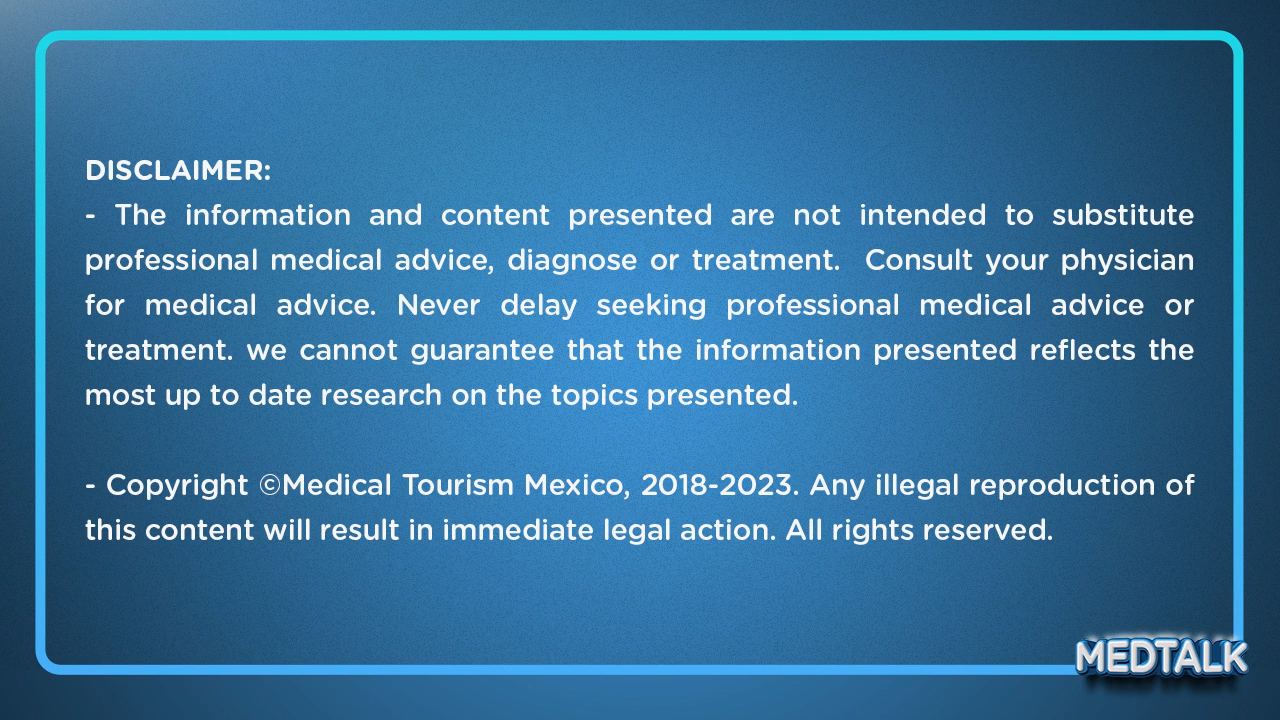 DISCLAIMER:
- The information and content presented are not intended to substitute
professional medical advice, diagnose or treatment. Consult your physician
for medical advice. Never delay seeking professional medical advice or
treatment. we cannot guarantee that the information presented reflects the
most up to date research on the topics presented.
- Copyright ©Medical Tourism Mexico, 2018-2023. Any illegal reproduction of
this content will result in immediate legal action. All rights reserved.
MEDTALK